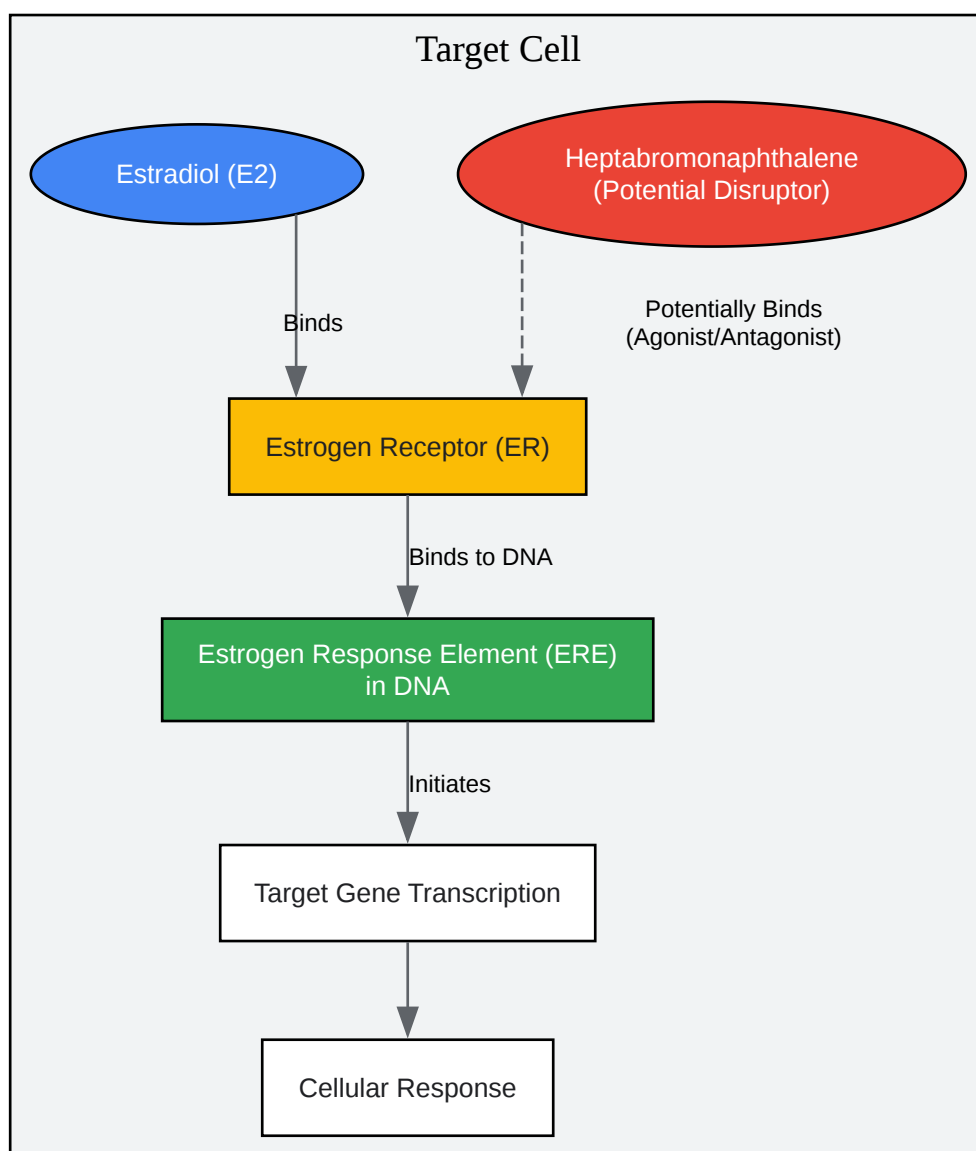 Target Cell
Estradiol (E2)
Heptabromonaphthalene
(Potential Disruptor)
Binds
Potentially Binds
(Agonist/Antagonist)
Estrogen Receptor (ER)
Binds to DNA
Estrogen Response Element (ERE)
in DNA
Initiates
Target Gene Transcription
Cellular Response